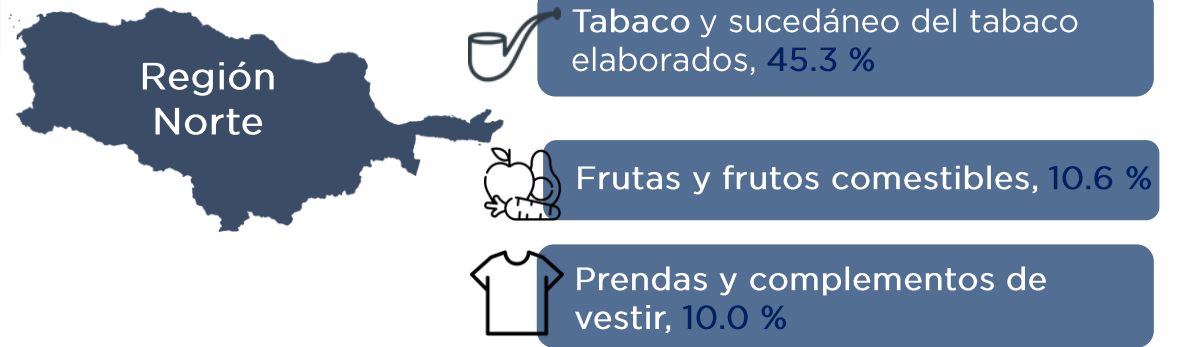 Región
Norte
Tabaco y sucedáneo del tabaco
elaborados, 45.3 %
Frutas y frutos comestibles, 10.6 %
Prendas y complementos de
vestir, 10.0 %